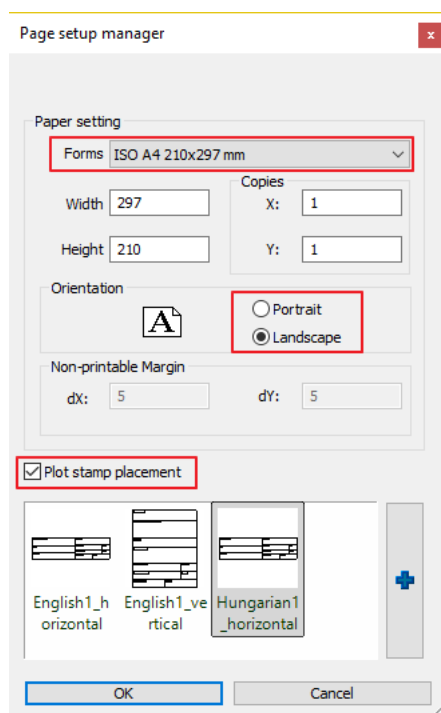 Page setup manager
x
Paper setting
Forms ISO A4 210x297 mm
Copies
Width 297 X: 1
Height 210 Y: 1
Orientation
A
Portrait
Landscape
Non-printable Margin
dX: 5 dY: 5
Plot stamp placement
English1_h
orizontal
English1_ve
rtical
Hungarian1
_horizontal
OK Cancel